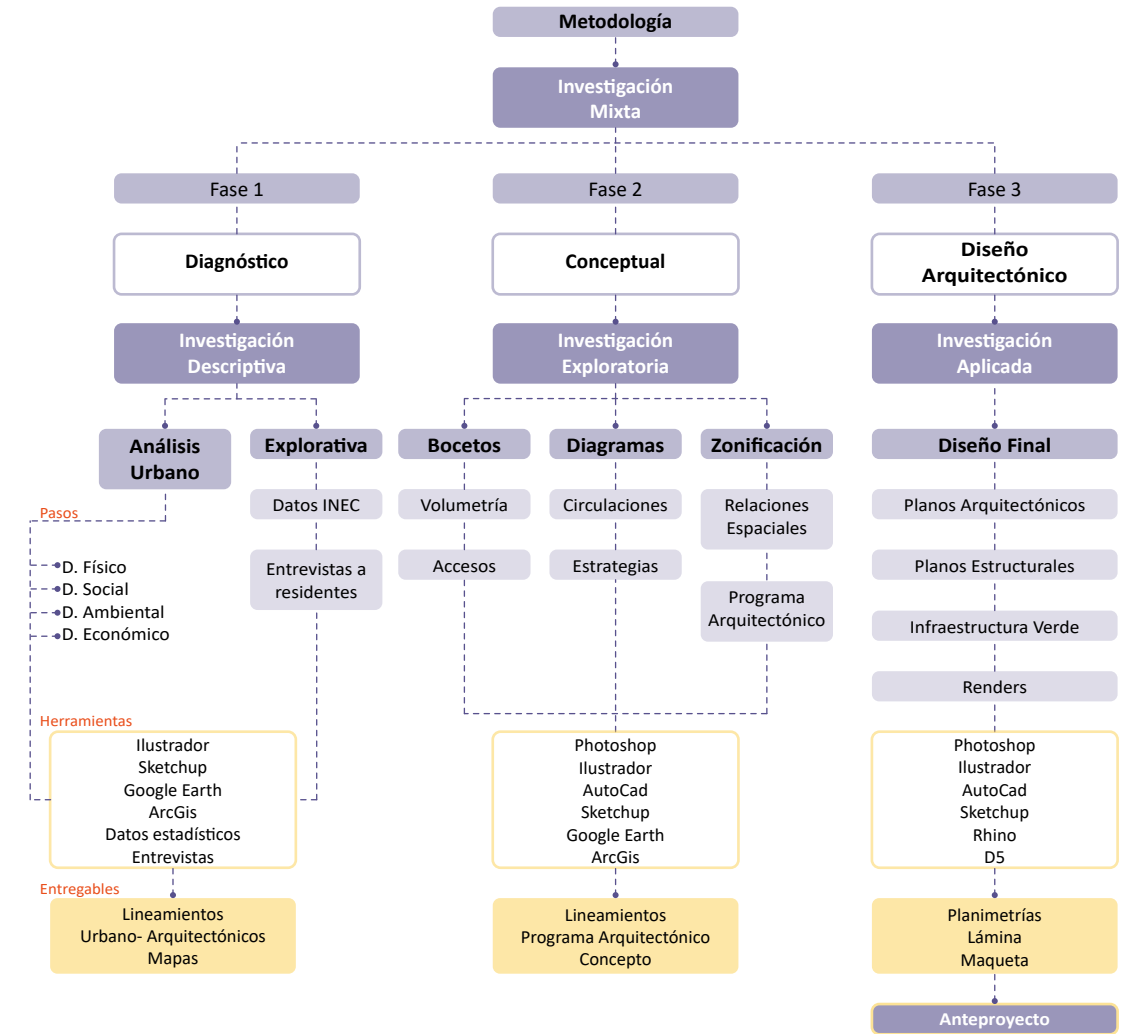 Metodología
Investigación
Mixta
Fase 1
Fase 2
Fase 3
Diagnóstico
Conceptual
Diseño
Arquitectónico
Investigación
Descriptiva
Investigación
Exploratoria
Investigación
Aplicada
Análisis
Urbano
Explorativa
Bocetos
Diagramas
Zonificación
Diseño Final
Pasos
D. Físico
D. Social
D. Ambiental
D. Económico
Datos INEC
Entrevistas a
residentes
Volumetría
Accesos
Circulaciones
Estrategias
Relaciones
Espaciales
Programa
Arquitectónico
Planos Arquitectónicos
Planos Estructurales
Infraestructura Verde
Renders
Herramientas
Ilustrador
Sketchup
Google Earth
ArcGis
Datos estadísticos
Entrevistas
Photoshop
Ilustrador
AutoCad
Sketchup
Google Earth
ArcGis
Photoshop
Ilustrador
AutoCad
Sketchup
Rhino
D5
Entregables
Lineamientos
Urbano- Arquitectónicos
Mapas
Lineamientos
Programa Arquitectónico
Concepto
Planimetrías
Lámina
Maqueta
Anteproyecto